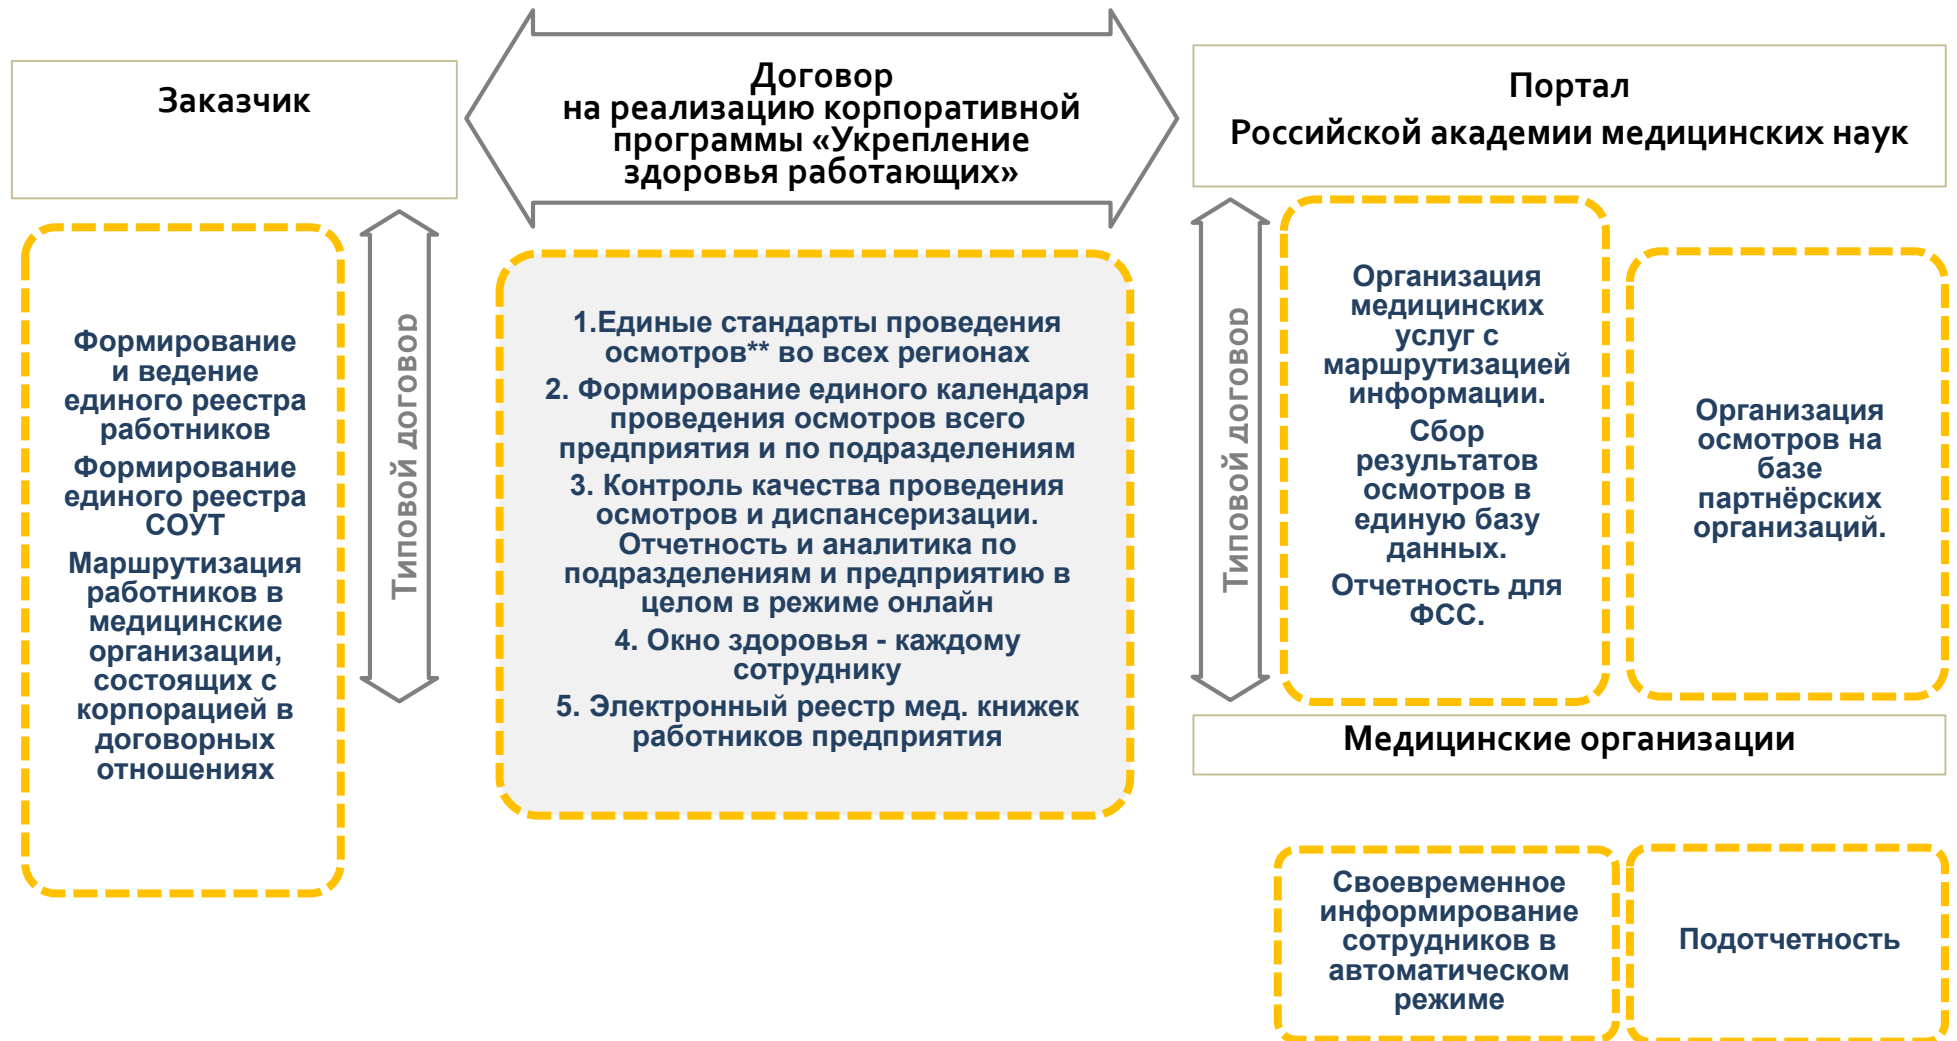 Заказчик
Договор
на реализацию корпоративной
программы «Укрепление
здоровья работающих»
Портал
Российской академии медицинских наук
Формирование
и ведение
единого реестра
работников
Формирование
единого реестра
СОУТ
Маршрутизация
работников в
медицинские
организации,
состоящих с
корпорацией в
договорных
отношениях
Типовой договор
1.Единые стандарты проведения
осмотров** во всех регионах
2. Формирование единого календаря
проведения осмотров всего
предприятия и по подразделениям
3. Контроль качества проведения
осмотров и диспансеризации.
Отчетность и аналитика по
подразделениям и предприятию в
целом в режиме онлайн
4. Окно здоровья - каждому
сотруднику
5. Электронный реестр мед. книжек
работников предприятия
Типовой договор
Организация
медицинских
услуг с
маршрутизацией
информации.
Сбор
результатов
осмотров в
единую базу
данных.
Отчетность для
ФСС.
Организация
осмотров на
базе
партнёрских
организаций.
Медицинские организации
Своевременное
информирование
сотрудников в
автоматическом
режиме
Подотчетность